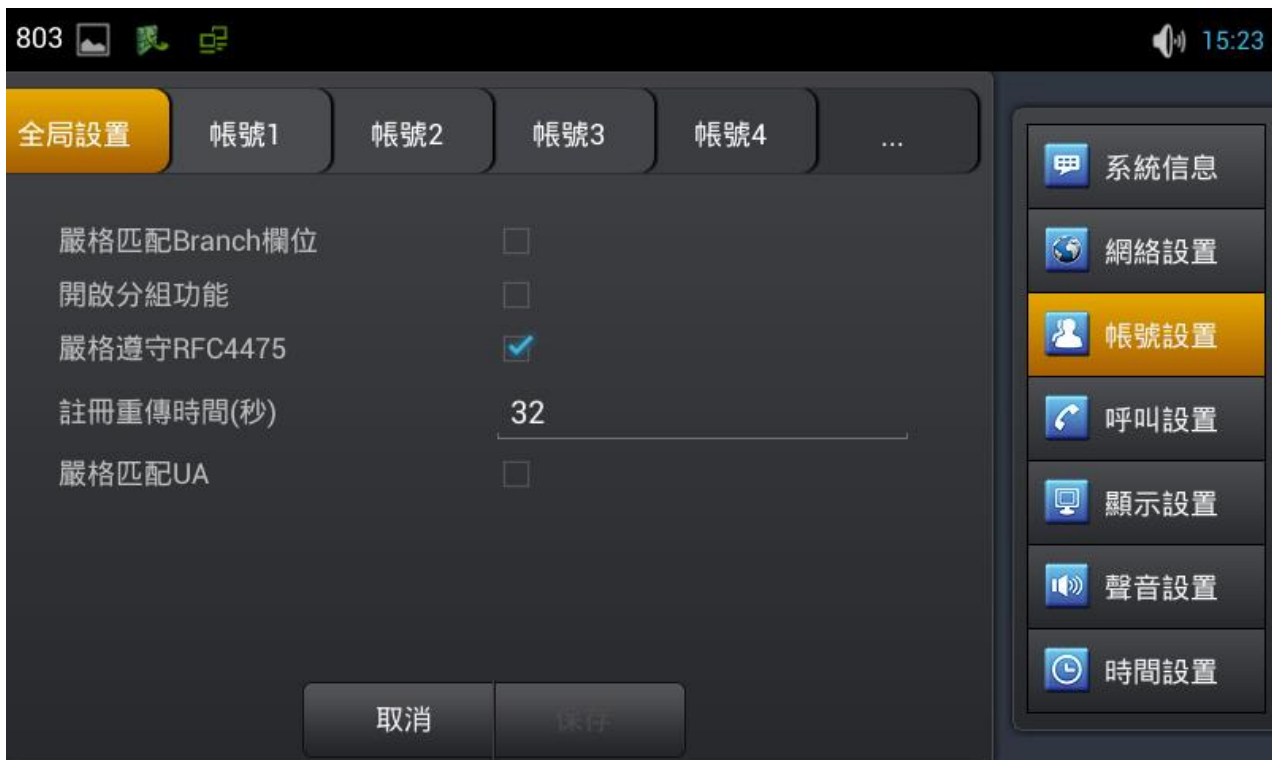 803 15:23
全局設置 帳號1 帳號2 帳號3 帳號4 ...
嚴格匹配Branch欄位
開啟分組功能
嚴格遵守RFC4475
註冊重傳時間(秒) 32
嚴格匹配UA
取消 保存
系統信息
網絡設置
帳號設置
呼叫設置
顯示設置
聲音設置
時間設置